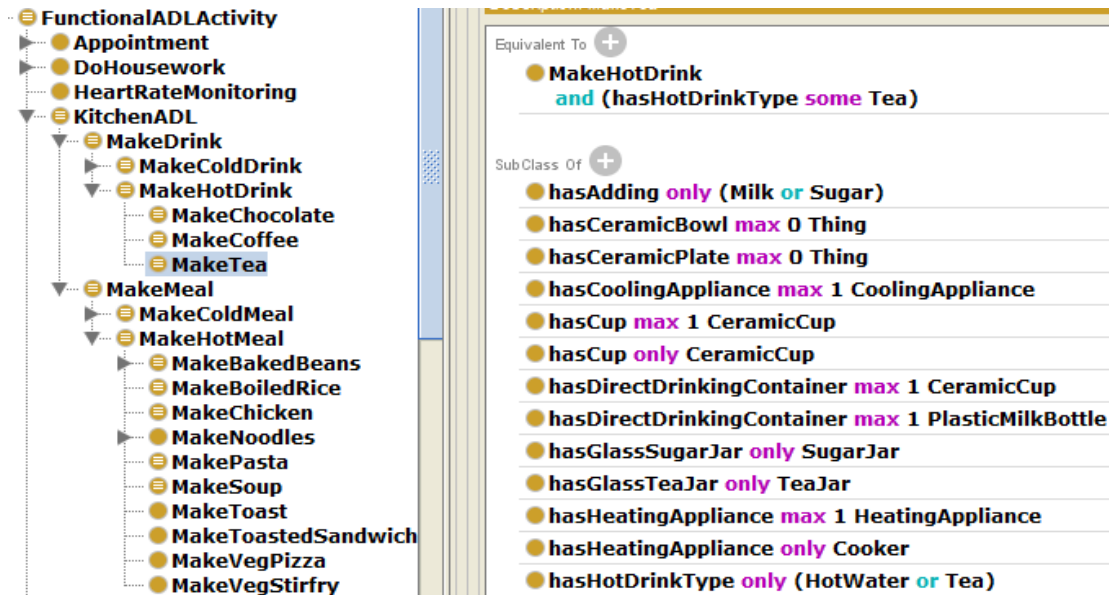 FunctionalADLActivity
Appointment
DoHousework
HeartRateMonitoring
KitchenADL
MakeDrink
MakeColdDrink
MakeHotDrink
MakeChocolate
MakeCoffee
MakeTea
MakeMeal
MakeColdMeal
MakeHotMeal
MakeBakedBeans
MakeBoiledRice
MakeChicken
MakeNoodles
MakePasta
MakeSoup
MakeToast
MakeToastedSandwich
MakeVegPizza
MakeVegStirfry
Equivalent To
MakeHotDrink
and (hasHotDrinkType some Tea)
SubClass Of
hasAdding only (Milk or Sugar)
hasCeramicBowl max 0 Thing
hasCeramicPlate max 0 Thing
hasCoolingAppliance max 1 CoolingAppliance
hasCup max 1 CeramicCup
hasCup only CeramicCup
hasDirectDrinkingContainer max 1 CeramicCup
hasDirectDrinkingContainer max 1 PlasticMilkBottle
hasGlassSugarJar only SugarJar
hasGlassTeaJar only TeaJar
hasHeatingAppliance max 1 HeatingAppliance
hasHeatingAppliance only Cooker
hasHotDrinkType only (HotWater or Tea)